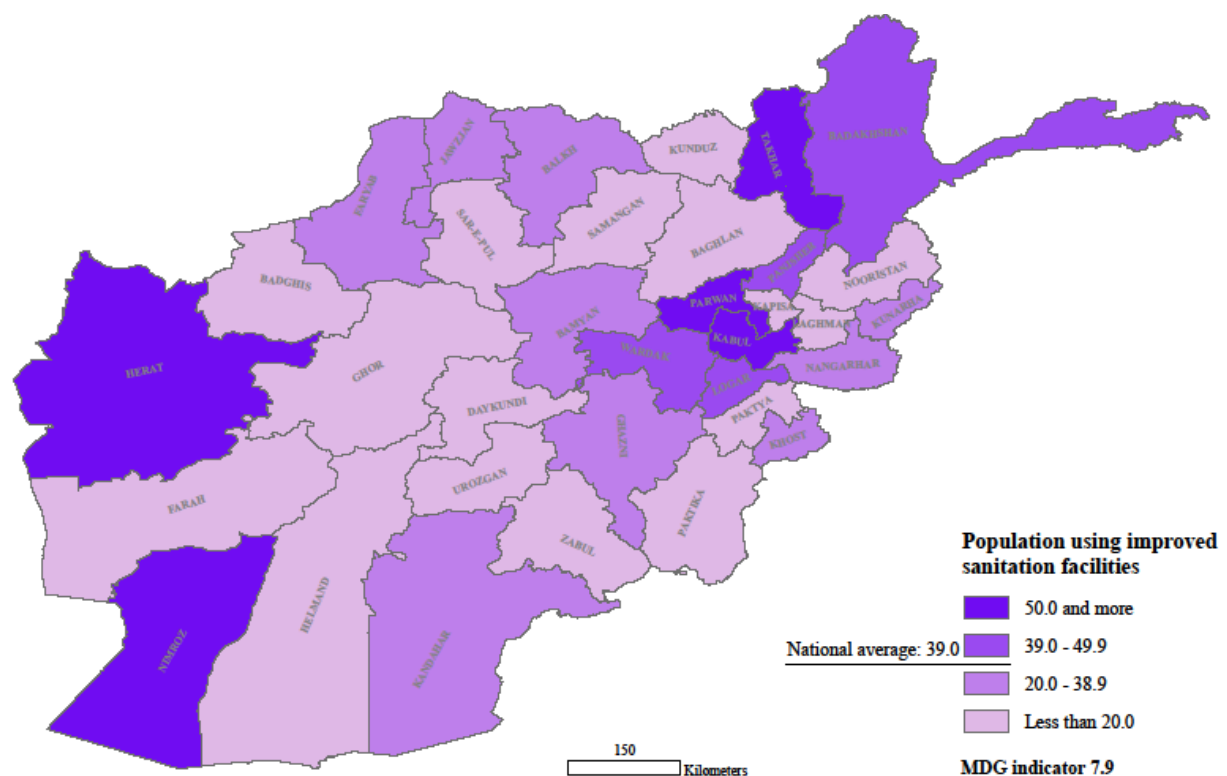 BADAKHSHAN
TAKHAR
KUNDUZ
JAWZJAN
BALKH
FARYAB
SAMANGAN
SAR-E-PUL
BAGHLAN
PANJSHER
NOORISTAN
BADGHIS
PARWAN
KAPISA
KUNARHA
LAGHMAN
BAMYAN
KABUL
WARDAK
NANGARHAR
HERAT
GHOR
LOGAR
DAYKUNDI
PAKTYA
KHOST
GHAZNI
UROZGAN
FARAH
PAKTIKA
ZABUL
HELMAND
NIMROZ
KANDAHAR
Population using improved
sanitation facilities
50.0 and more
National average: 39.0
39.0 - 49.9
20.0 - 38.9
Less than 20.0
150
Kilometers
MDG indicator 7.9